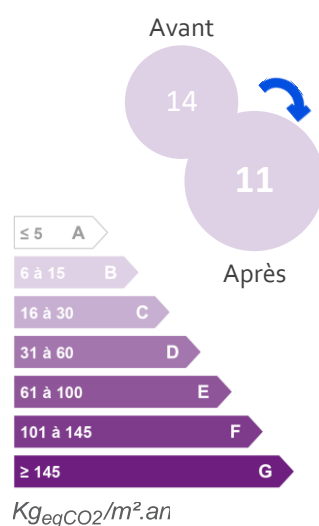 Avant
14
11
Après
≤ 5 A
6 à 15 B
16 à 30 C
31 à 60 D
61 à 100 E
101 à 145 F
≥ 145 G
KgeqCO2/m².an